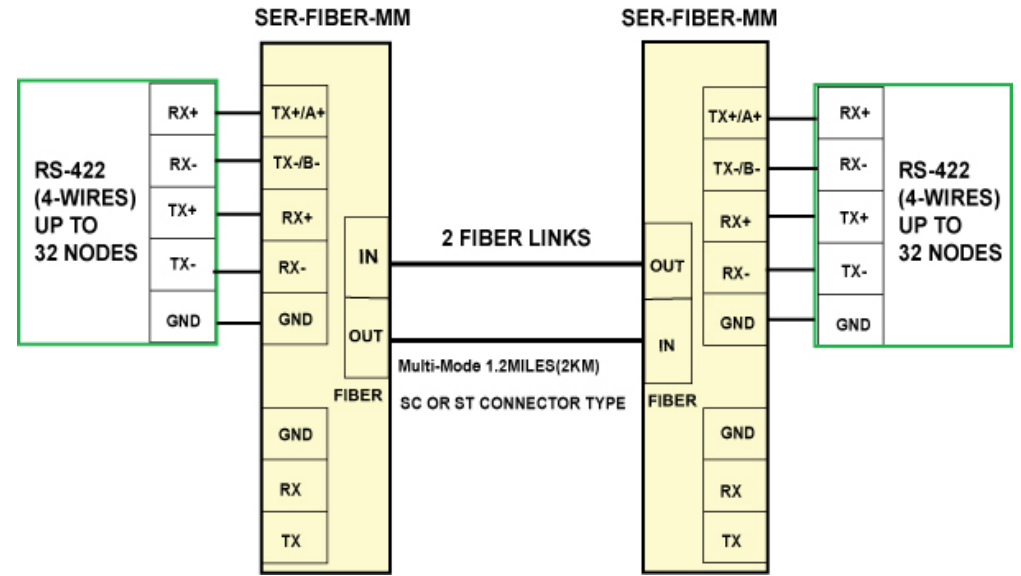 SER-FIBER-MM
SER-FIBER-MM
RS-422
(4-WIRES)
UP TO
32 NODES
RX+
RX-
TX+
TX-
GND
TX+/A+
TX-/B-
RX+
RX-
GND
IN
OUT
FIBER
GND
RX
TX
2 FIBER LINKS
Multi-Mode 1.2MILES(2KM)
SC OR ST CONNECTOR TYPE
OUT
IN
FIBER
TX+/A+
TX-/B-
RX+
RX-
GND
GND
RX
TX
RX+
RX-
TX+
TX-
GND
RS-422
(4-WIRES)
UP TO
32 NODES